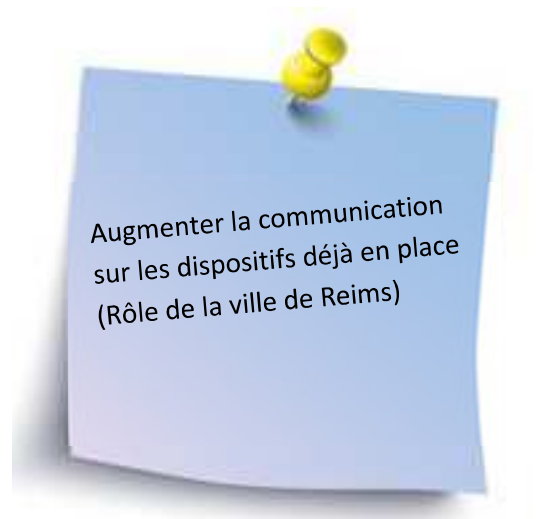 Augmenter la communication
sur les dispositifs déjà en place
(Rôle de la ville de Reims)